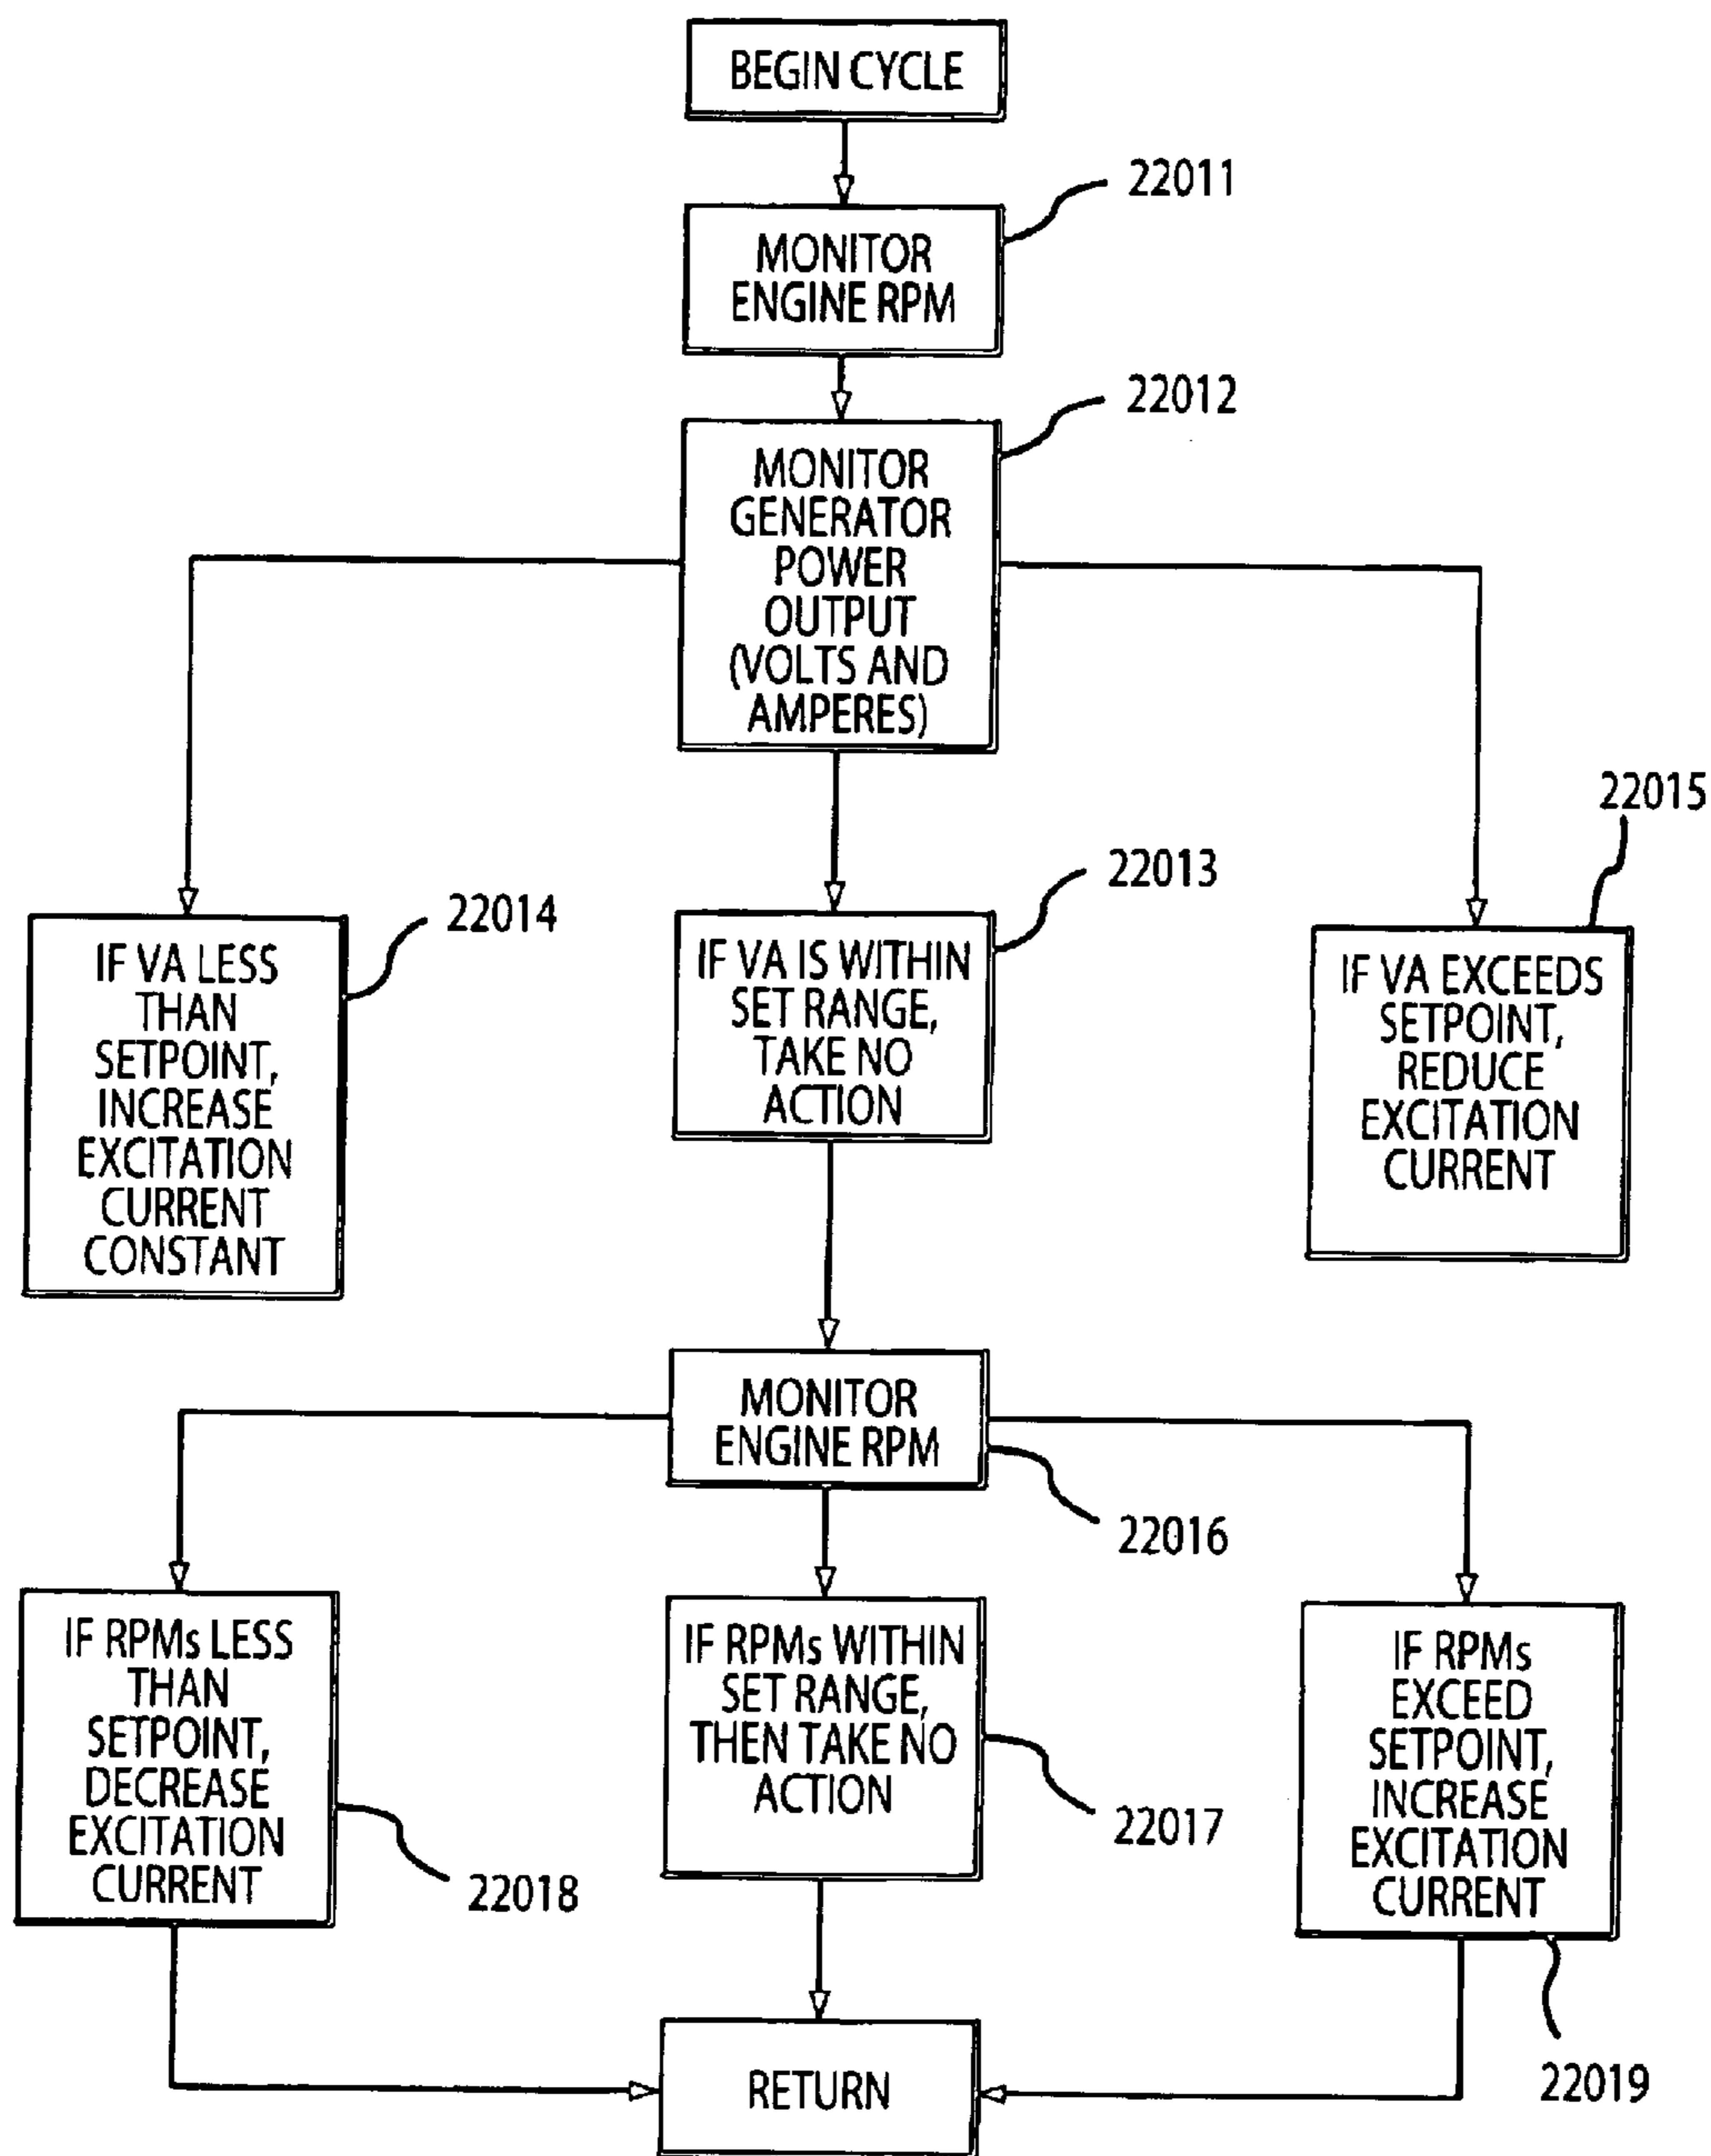 BEGIN CYCLE
22011
MONITOR
ENGINE RPM
22012
MONITOR
GENERATOR
POWER
OUTPUT
(VOLTS AND
AMPERES)
22014
IF VA LESS
THAN
SETPOINT,
INCREASE
EXCITATION
CURRENT
CONSTANT
22013
IF VA IS WITHIN
SET RANGE,
TAKE NO
ACTION
22015
IF VA EXCEEDS
SETPOINT,
REDUCE
EXCITATION
CURRENT
MONITOR
ENGINE RPM
22016
IF RPMs LESS
THAN
SETPOINT,
DECREASE
EXCITATION
CURRENT
22018
IF RPMs WITHIN
SET RANGE,
THEN TAKE NO
ACTION
22017
IF RPMs
EXCEED
SETPOINT,
INCREASE
EXCITATION
CURRENT
22019
RETURN